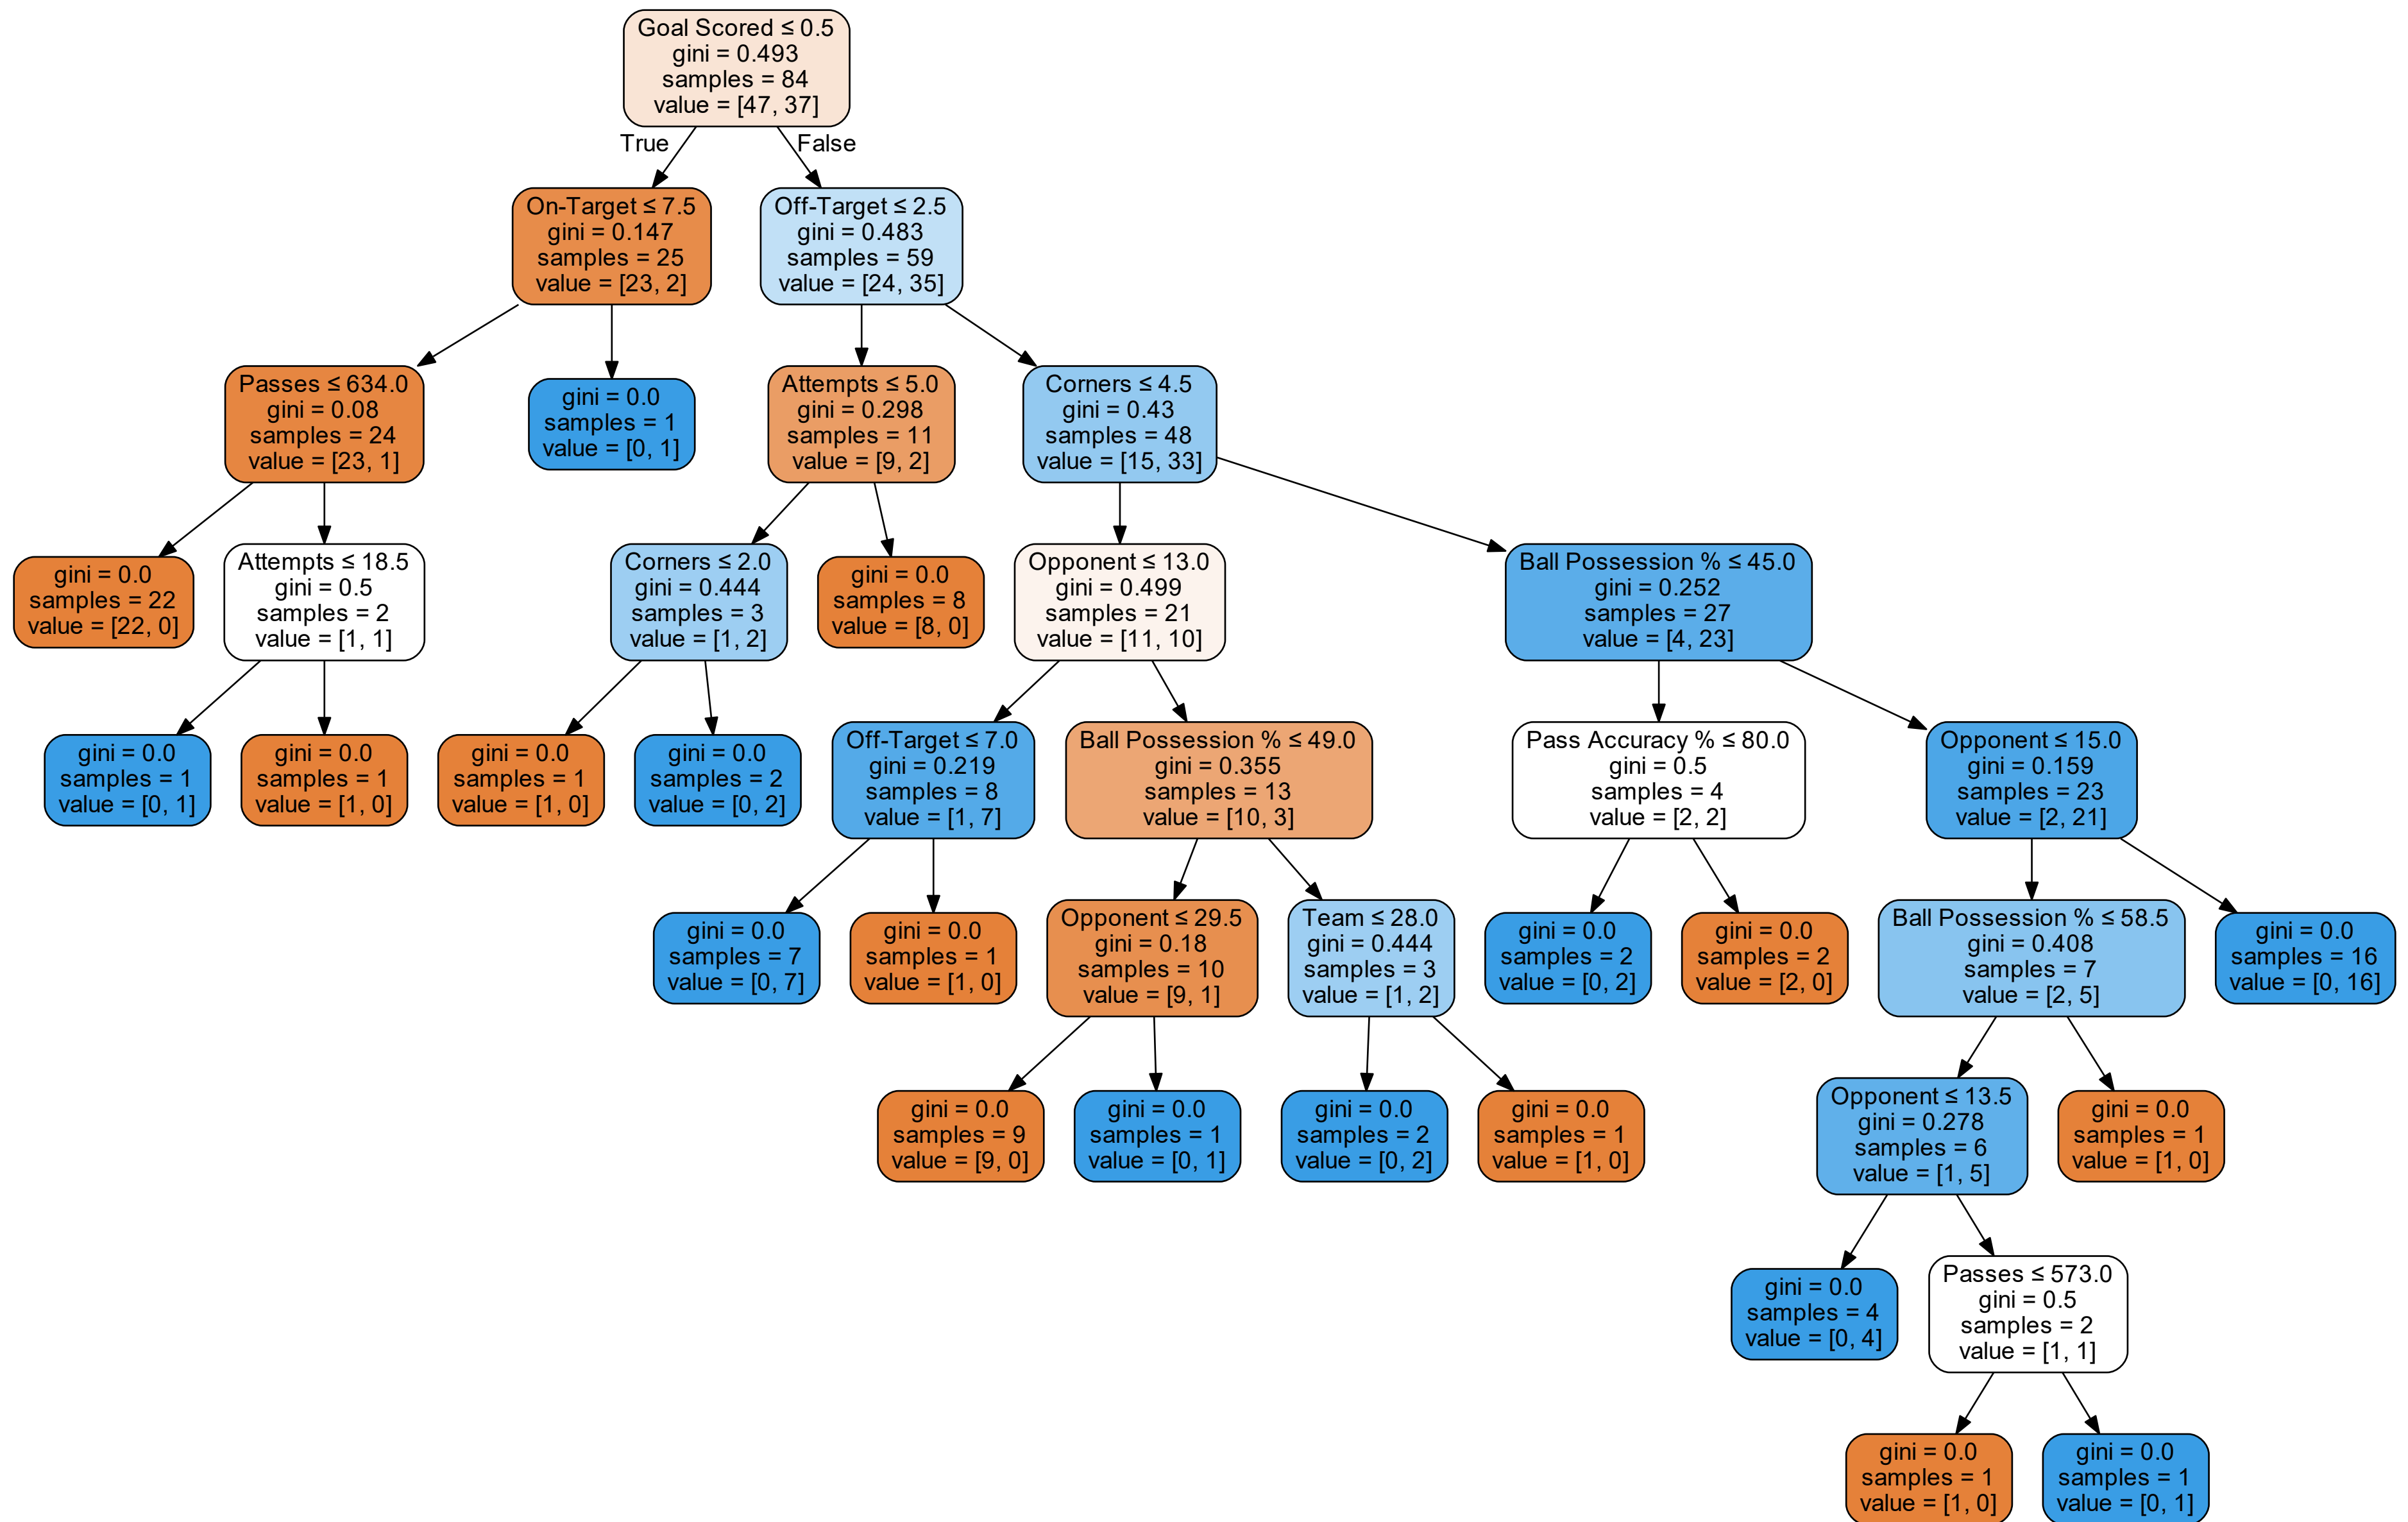 Goal Scored ≤ 0.5
gini = 0.493
samples = 84
value = [47, 37]
True
False
On-Target ≤ 7.5
gini = 0.147
samples = 25
value = [23, 2]
Off-Target ≤ 2.5
gini = 0.483
samples = 59
value = [24, 35]
Passes ≤ 634.0
gini = 0.08
samples = 24
value = [23, 1]
gini = 0.0
samples = 1
value = [0, 1]
Attempts ≤ 5.0
gini = 0.298
samples = 11
value = [9, 2]
Corners ≤ 4.5
gini = 0.43
samples = 48
value = [15, 33]
gini = 0.0
samples = 22
value = [22, 0]
Attempts ≤ 18.5
gini = 0.5
samples = 2
value = [1, 1]
Corners ≤ 2.0
gini = 0.444
samples = 3
value = [1, 2]
gini = 0.0
samples = 8
value = [8, 0]
Opponent ≤ 13.0
gini = 0.499
samples = 21
value = [11, 10]
Ball Possession % ≤ 45.0
gini = 0.252
samples = 27
value = [4, 23]
gini = 0.0
samples = 1
value = [0, 1]
gini = 0.0
samples = 1
value = [1, 0]
gini = 0.0
samples = 1
value = [1, 0]
gini = 0.0
samples = 2
value = [0, 2]
Off-Target ≤ 7.0
gini = 0.219
samples = 8
value = [1, 7]
Ball Possession % ≤ 49.0
gini = 0.355
samples = 13
value = [10, 3]
Pass Accuracy % ≤ 80.0
gini = 0.5
samples = 4
value = [2, 2]
Opponent ≤ 15.0
gini = 0.159
samples = 23
value = [2, 21]
gini = 0.0
samples = 7
value = [0, 7]
gini = 0.0
samples = 1
value = [1, 0]
Opponent ≤ 29.5
gini = 0.18
samples = 10
value = [9, 1]
Team ≤ 28.0
gini = 0.444
samples = 3
value = [1, 2]
gini = 0.0
samples = 2
value = [0, 2]
gini = 0.0
samples = 2
value = [2, 0]
Ball Possession % ≤ 58.5
gini = 0.408
samples = 7
value = [2, 5]
gini = 0.0
samples = 16
value = [0, 16]
gini = 0.0
samples = 9
value = [9, 0]
gini = 0.0
samples = 1
value = [0, 1]
gini = 0.0
samples = 2
value = [0, 2]
gini = 0.0
samples = 1
value = [1, 0]
Opponent ≤ 13.5
gini = 0.278
samples = 6
value = [1, 5]
gini = 0.0
samples = 1
value = [1, 0]
gini = 0.0
samples = 4
value = [0, 4]
Passes ≤ 573.0
gini = 0.5
samples = 2
value = [1, 1]
gini = 0.0
samples = 1
value = [1, 0]
gini = 0.0
samples = 1
value = [0, 1]